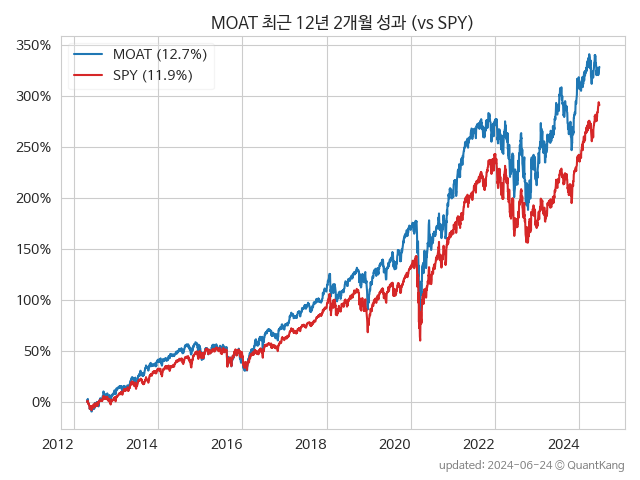 MOAT 최근 12년 2개월 성과 (vs SPY)
350%
300%
250%
200%
150%
100%
50%
0%
MOAT (12.7%)
SPY (11.9%)
2012 2014 2016 2018 2020 2022 2024
updated: 2024-06-24 © QuantKang